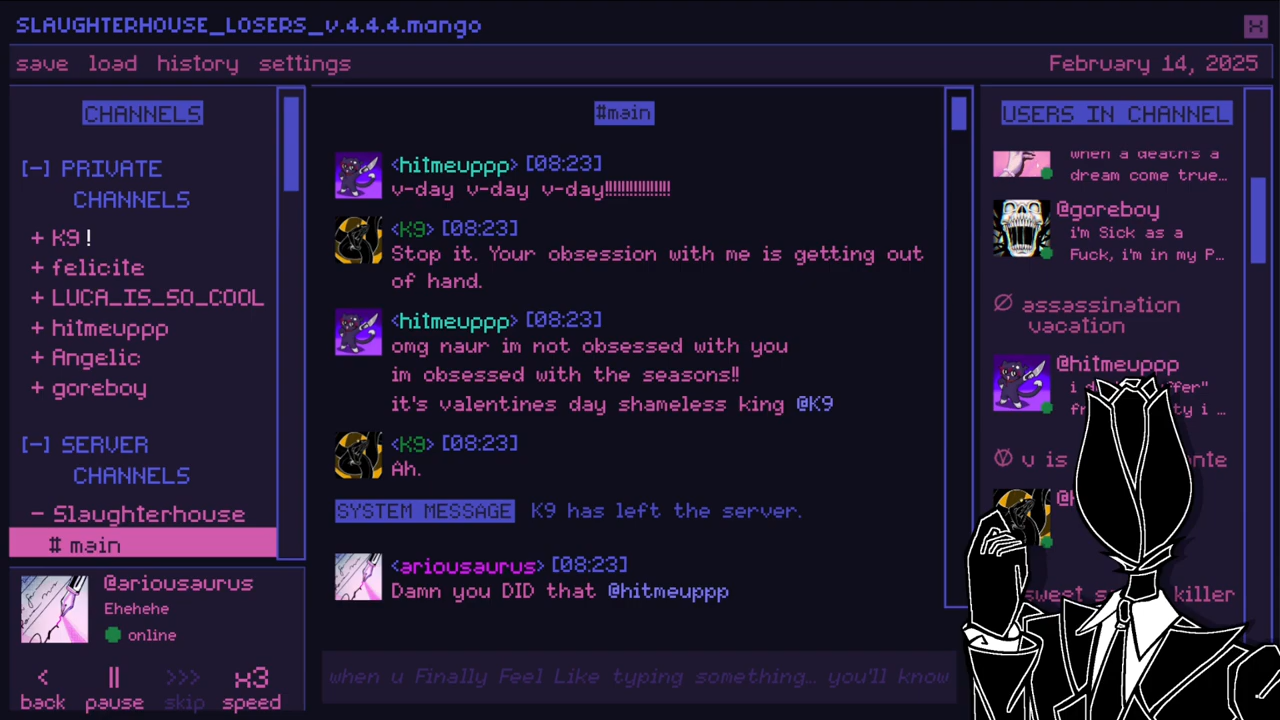 SLAUGHTERHOUSE_LOSERS_v.4.4.4.mango
X
save load history settings
February 14, 2025
CHANNELS
[-] PRIVATE
CHANNELS
+ K9 !
+ felicite
+ LUCA_IS_SO_COOL
+ hitmeuppp
+ Angelic
+ goreboy
[-] SERVER
CHANNELS
- Slaughterhouse
# main
@ariousaurus
Ehehehe
online
< || >>> x3
back pause skip speed
#main
<hitmeuppp> [08:23]
v-day v-day v-day!!!!!!!!!!!!!!!!
<K9> [08:23]
Stop it. Your obsession with me is getting out
of hand.
<hitmeuppp> [08:23]
omg naur im not obsessed with you
im obsessed with the seasons!!
it's valentines day shameless king @K9
<K9> [08:23]
Ah.
SYSTEM MESSAGE K9 has left the server.
<ariousaurus> [08:23]
Damn you DID that @hitmeuppp
when u Finally Feel Like typing something... you'll know
USERS IN CHANNEL
when a death's a
dream come true...
@goreboy
i'm Sick as a
Fuck, i'm in my P...
assassination
vacation
@hitmeuppp
v is
killer